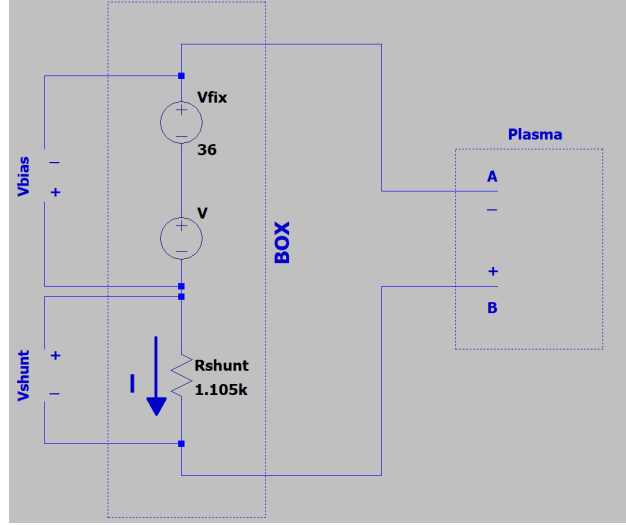 Vfix
36
Vbias
−
+
V
BOX
Plasma
A
−
+
B
Vshunt
+
−
I
Rshunt
1.105k